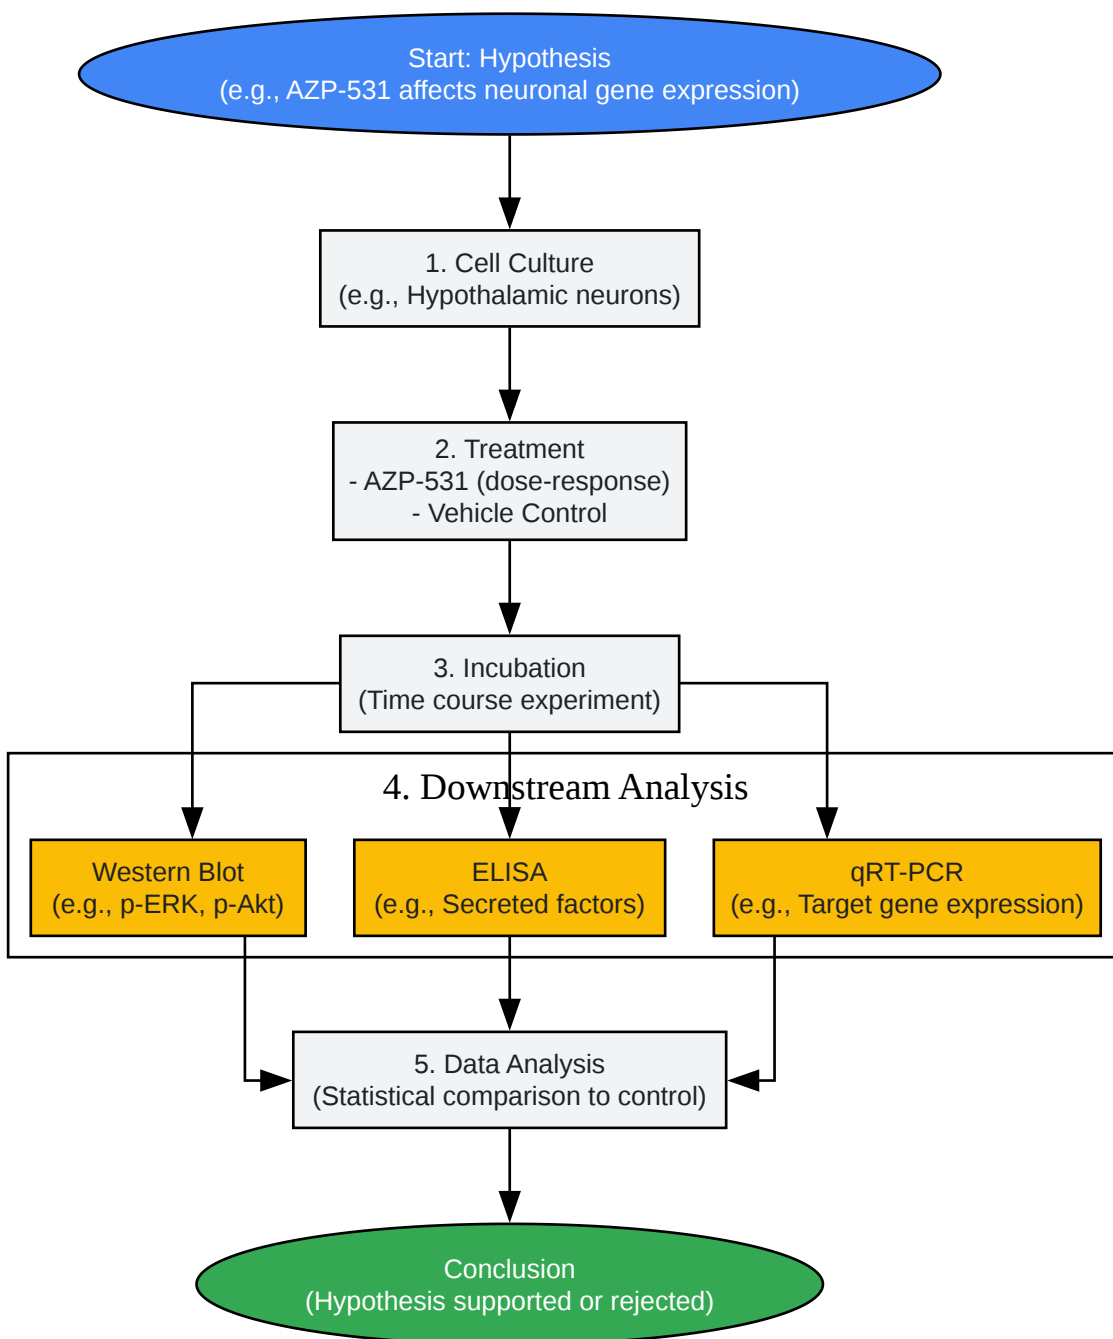 Start: Hypothesis
(e.g., AZP-531 affects neuronal gene expression)
1. Cell Culture
(e.g., Hypothalamic neurons)
2. Treatment
- AZP-531 (dose-response)
- Vehicle Control
3. Incubation
(Time course experiment)
4. Downstream Analysis
Western Blot
(e.g., p-ERK, p-Akt)
ELISA
(e.g., Secreted factors)
qRT-PCR
(e.g., Target gene expression)
5. Data Analysis
(Statistical comparison to control)
Conclusion
(Hypothesis supported or rejected)